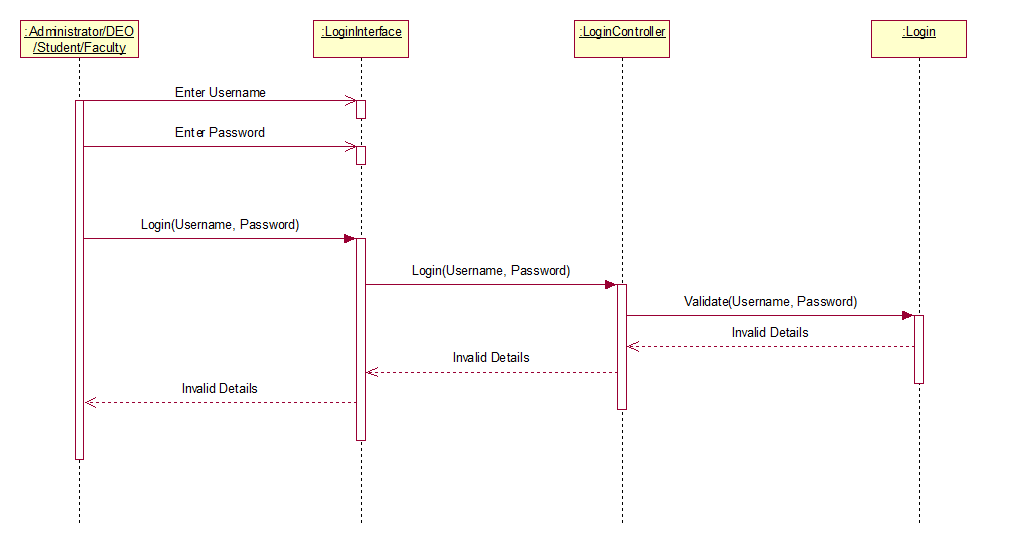 :Administrator/DEO
/Student/Faculty
:LoginInterface
:LoginController
:Login
Enter Username
Enter Password
Login(Username, Password)
Login(Username, Password)
Validate(Username, Password)
Invalid Details
Invalid Details
Invalid Details